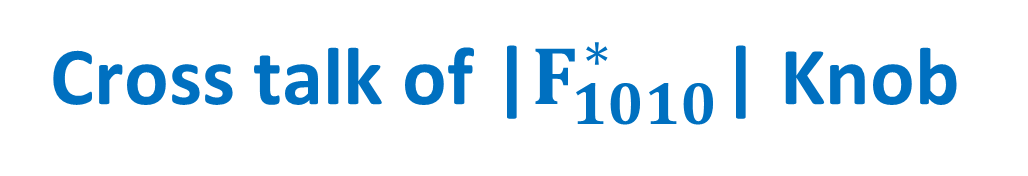 Cross talk of |F*1010| Knob